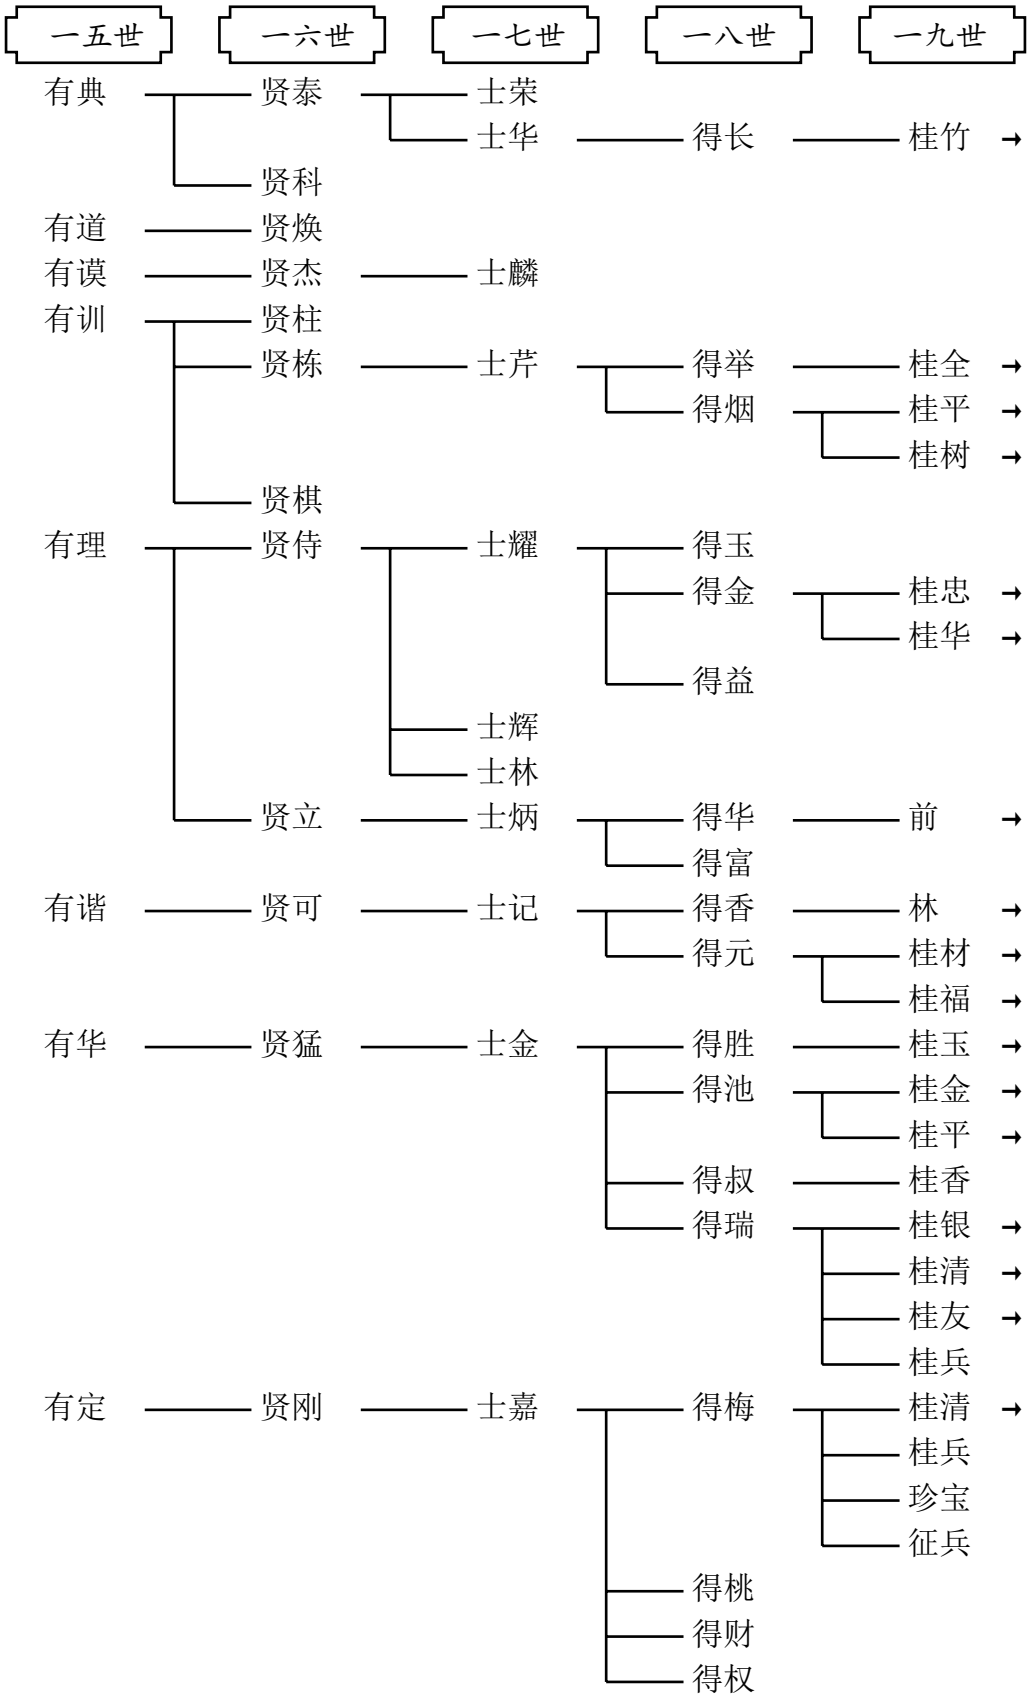 一五世 一六世 一七世 一八世 一九世
有典 贤泰 士荣
士华 得长 桂竹 →
贤科
有道 贤焕
有谟 贤杰 士麟
有训 贤柱
贤栋 士芹 得举 桂全 →
得烟 桂平 →
桂树 →
贤棋
有理 贤侍 士耀 得玉
得金 桂忠 →
桂华 →
得益
士辉
士林
贤立 士炳 得华 前 →
得富
有谐 贤可 士记 得香 林 →
得元 桂材 →
桂福 →
有华 贤猛 士金 得胜 桂玉 →
得池 桂金 →
桂平 →
得叔 桂香
得瑞 桂银 →
桂清 →
桂友 →
桂兵
有定 贤刚 士嘉 得梅 桂清 →
桂兵
珍宝
征兵
得桃
得财
得权